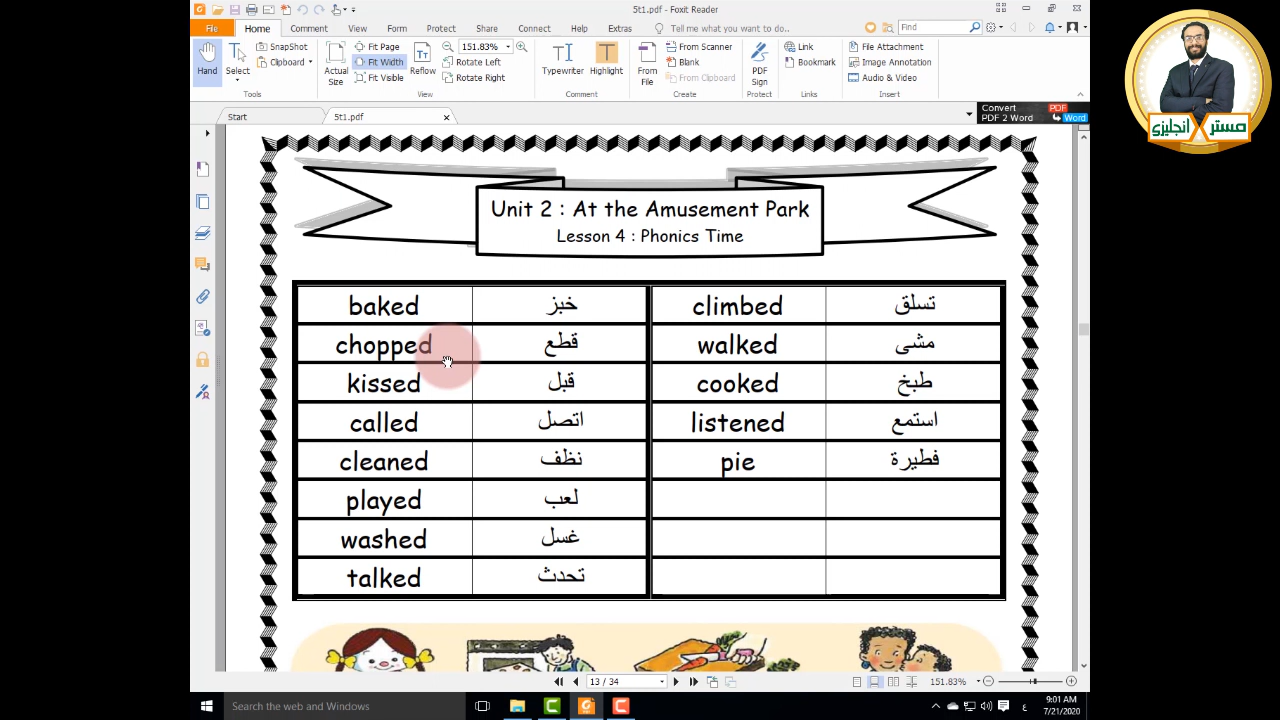 5t1.pdf - Foxit Reader
File Home Comment View Form Protect Share Connect Help Extras Tell me what you want to do.. Find
Hand
Select
SnapShot
Clipboard
Tools
Actual Size
Fit Page
Fit Width
Fit Visible
Reflow
151.83%
Rotate Left
Rotate Right
View
Typewriter
Highlight
Comment
From File
From Scanner
Blank
From Clipboard
Create
PDF Sign
Protect
Link
Bookmark
Links
File Attachment
Image Annotation
Audio & Video
Insert
Start 5t1.pdf
Convert PDF
PDF 2 Word Word
مستر X انجليزي
Unit 2 : At the Amusement Park
Lesson 4 : Phonics Time
baked خبز climbed تسلق
chopped قطع walked مشى
kissed قبل cooked طبخ
called اتصل listened استمع
cleaned نظف pie فطيرة
played لعب
washed غسل
talked تحدث
13 / 34 151.83%
Search the web and Windows
ع
9:01 AM
7/21/2020